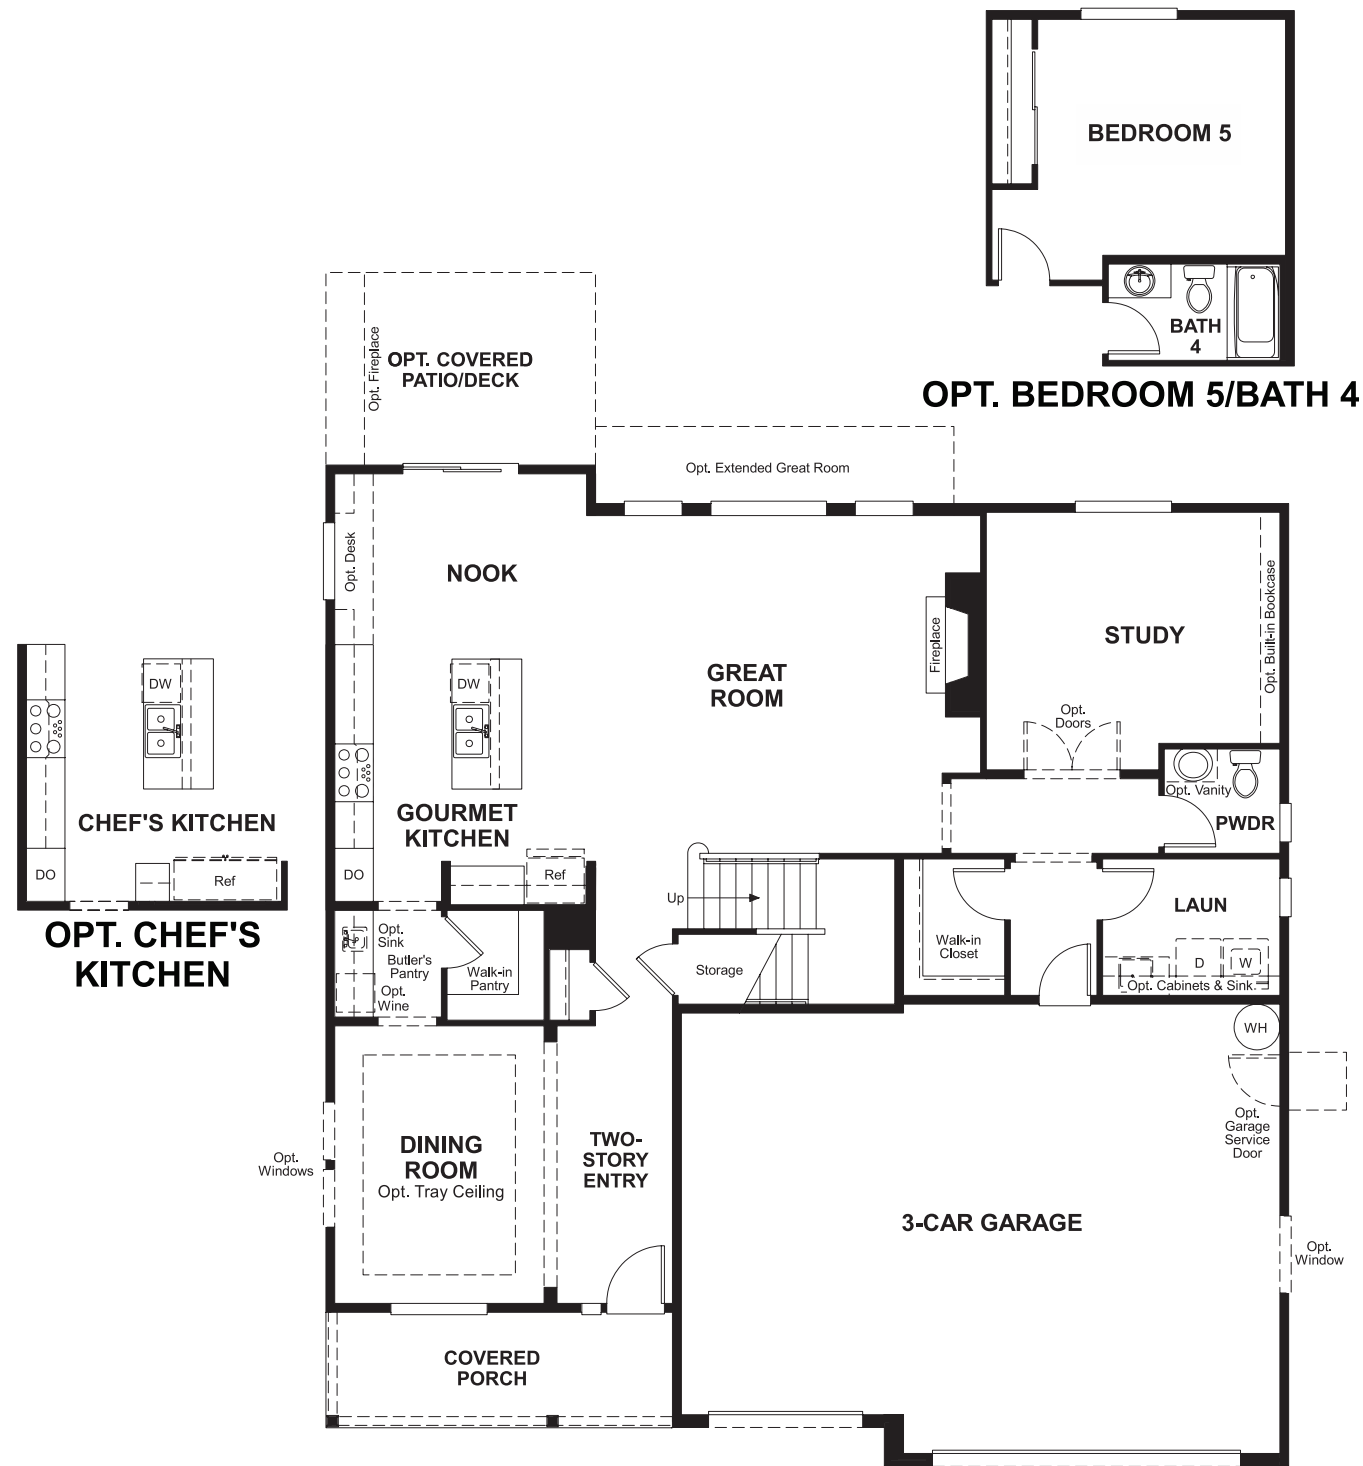 BEDROOM 5
BATH
4
OPT. BEDROOM 5/BATH 4
Opt. Fireplace
OPT. COVERED
PATIO/DECK
Opt. Extended Great Room
Opt. Desk
NOOK
GREAT
ROOM
Fireplace
STUDY
Opt. Built-in Bookcase
Opt.
Doors
DW
CHEF'S KITCHEN
DO
Ref
OPT. CHEF'S
KITCHEN
DW
GOURMET
KITCHEN
DO
Ref
Opt. Vanity
PWDR
Up
Storage
Walk-in
Closet
LAUN
D
W
Opt. Cabinets & Sink
Opt.
Sink
Butler's
Pantry
Opt.
Wine
Walk-in
Pantry
WH
Opt.
Garage
Service
Door
Opt.
Windows
DINING
ROOM
Opt. Tray Ceiling
TWO-
STORY
ENTRY
3-CAR GARAGE
Opt.
Window
COVERED
PORCH